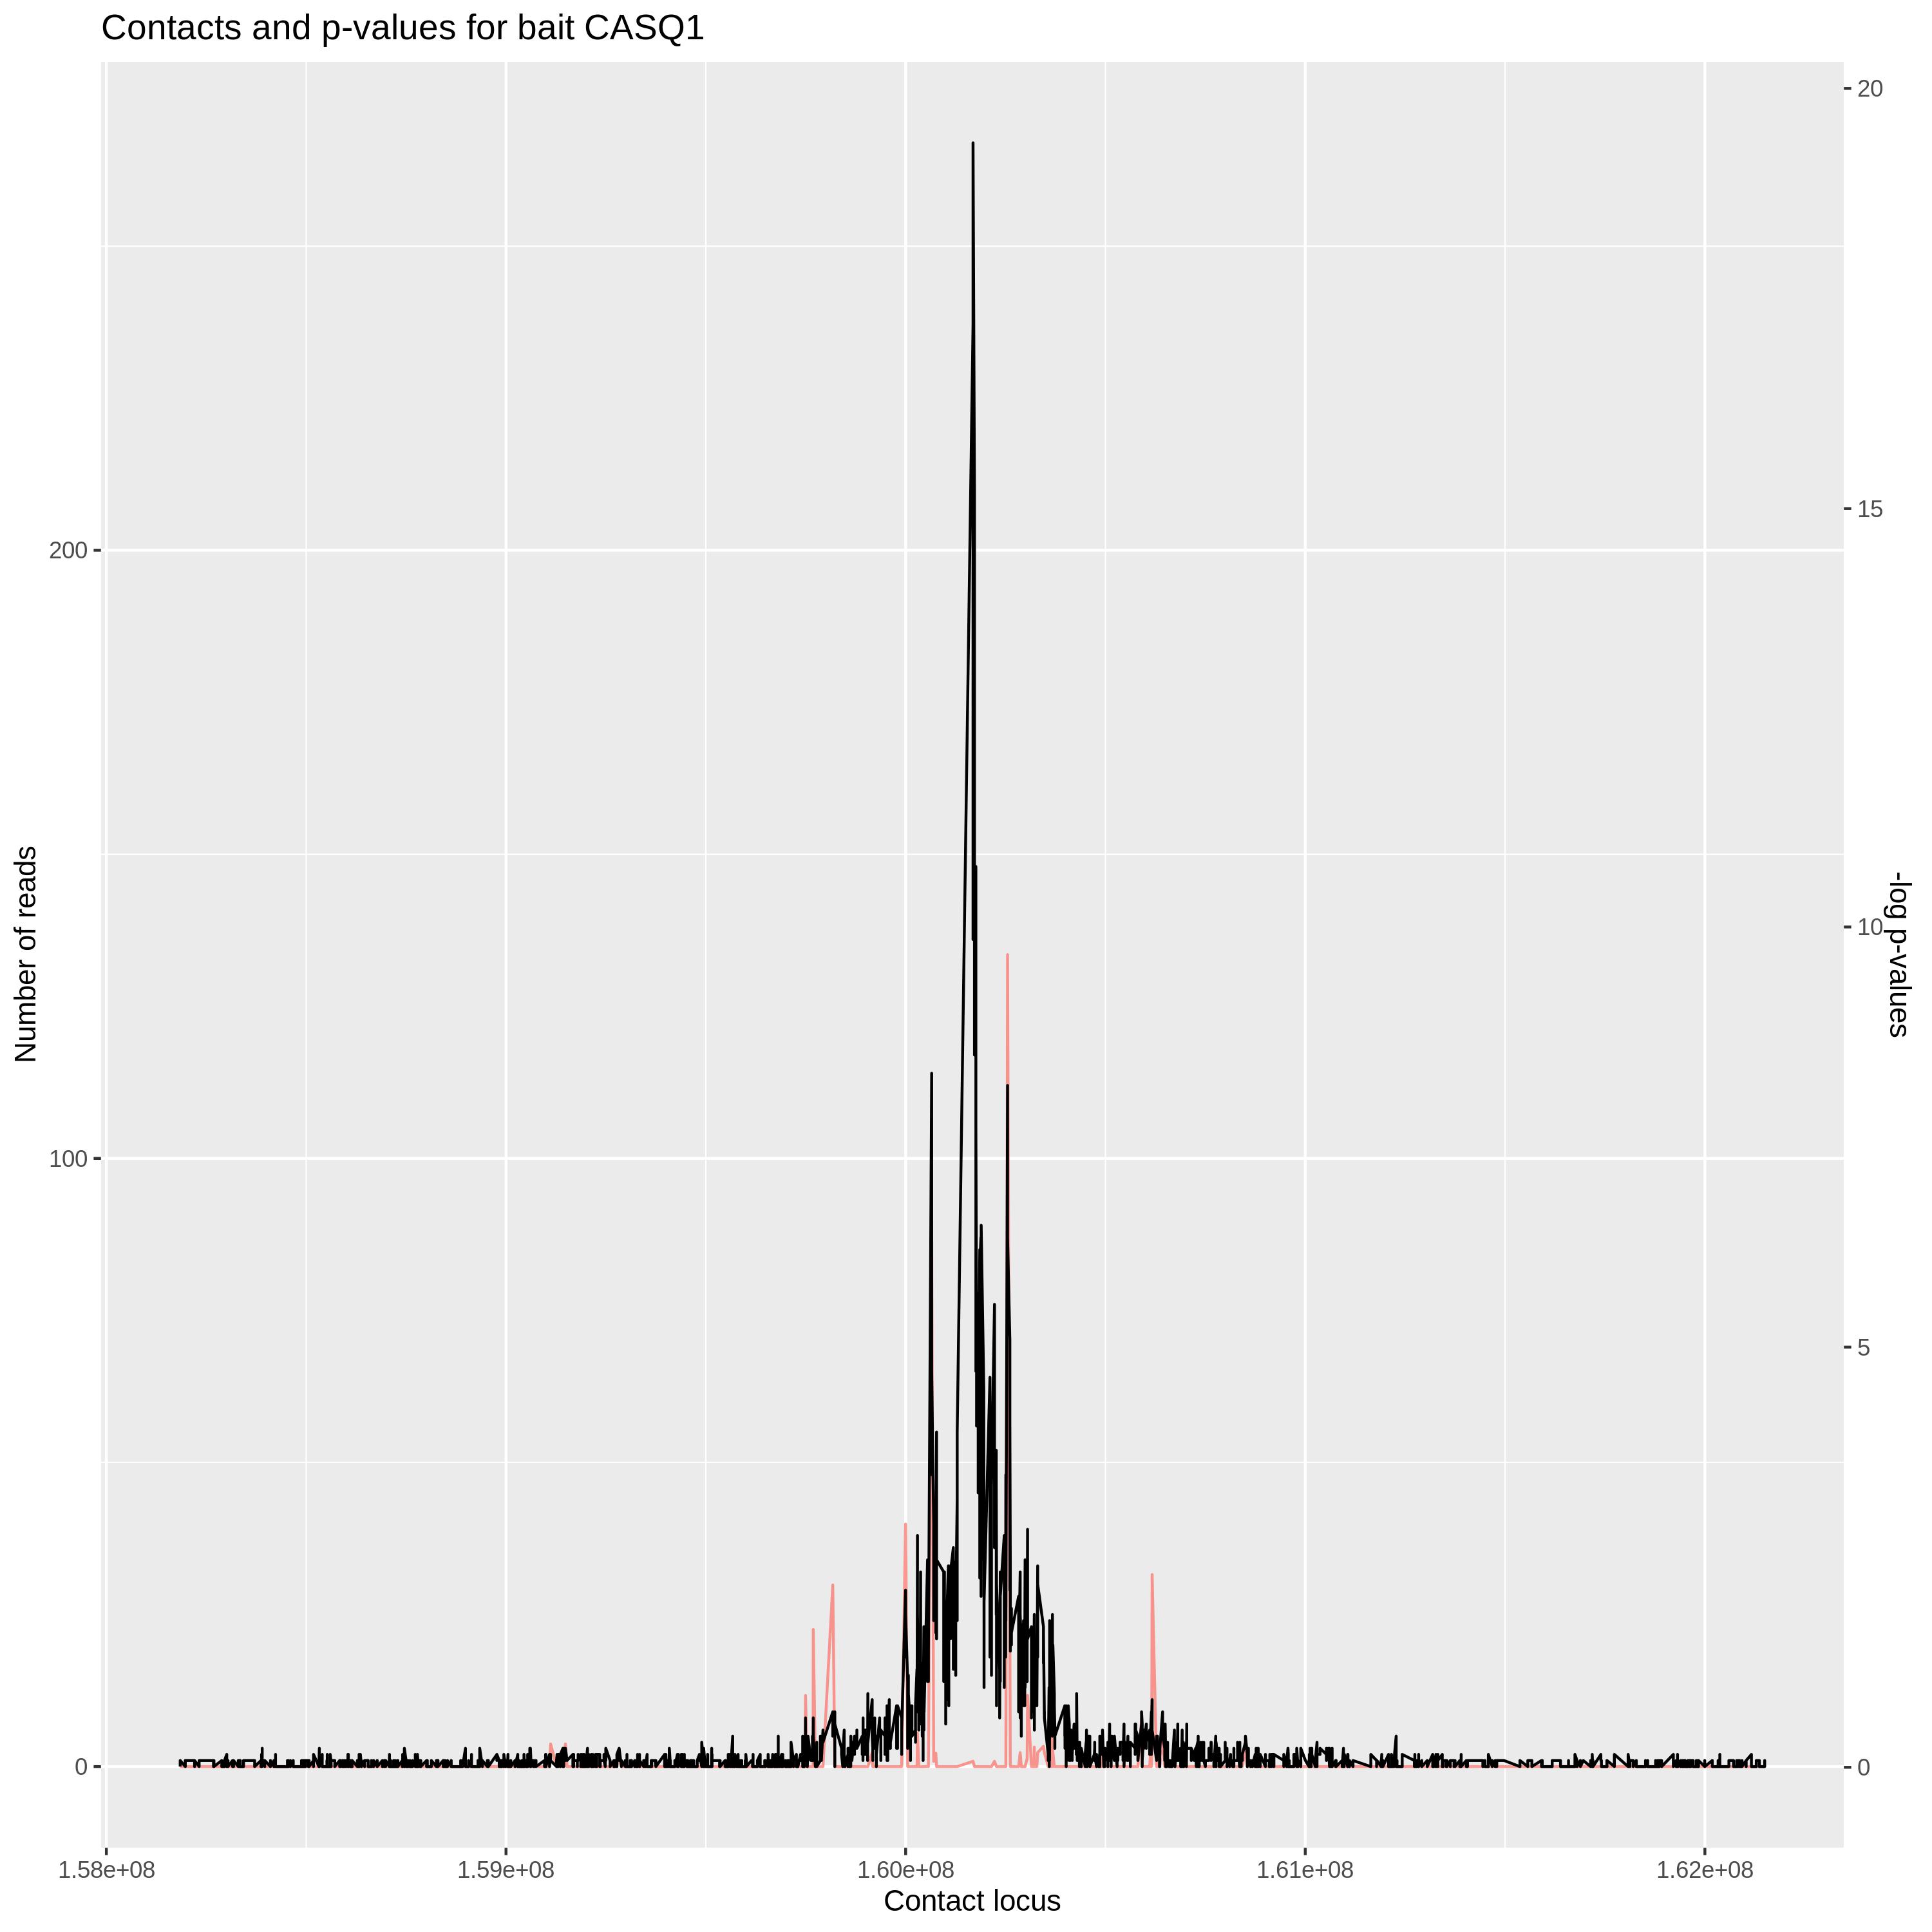 Contacts and p-values for bait CASQ1
Number of reads
200
100
0
20
15
10
5
0
-log p-values
1.58e+08 1.59e+08 1.60e+08 1.61e+08 1.62e+08
Contact locus